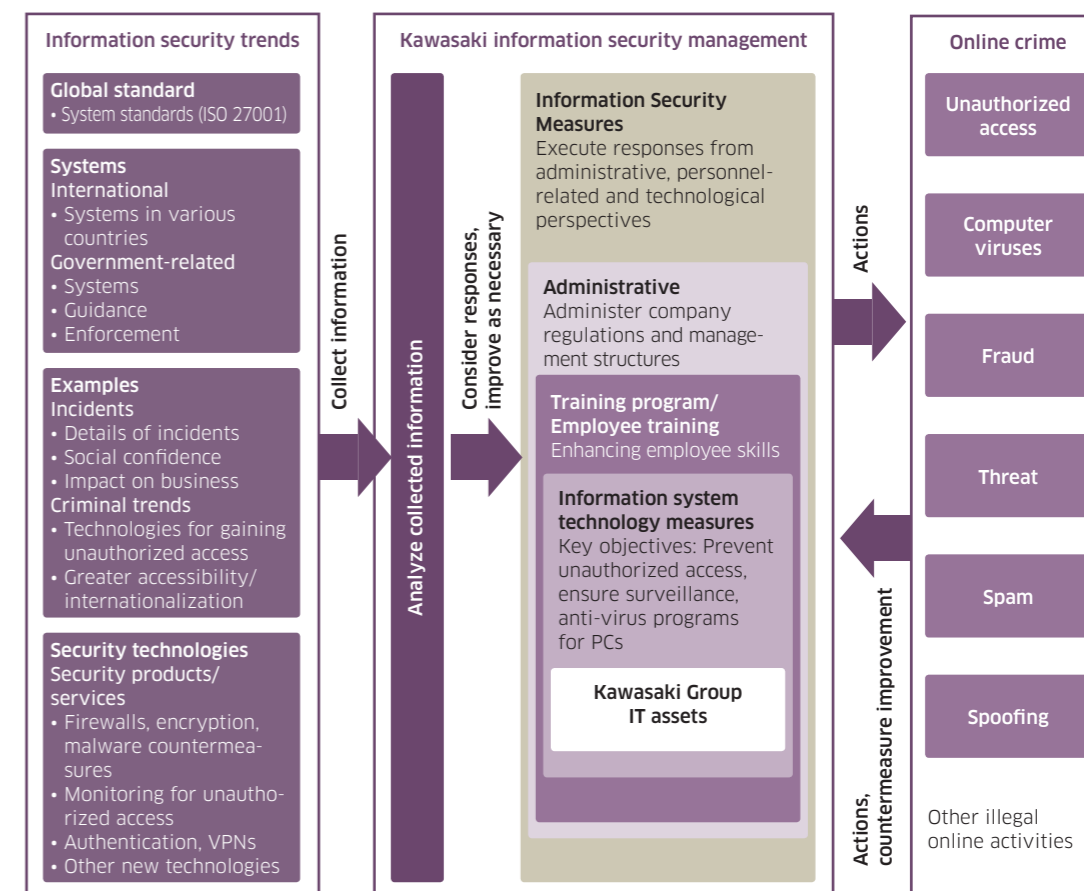 Information security trends
Global standard
• System standards (ISO 27001)
Systems
International
• Systems in various
countries
Government-related
• Systems
• Guidance
• Enforcement
Examples
Incidents
• Details of incidents
• Social confidence
• Impact on business
Criminal trends
• Technologies for gaining
unauthorized access
• Greater accessibility/
internationalization
Security technologies
Security products/
services
• Firewalls, encryption,
malware countermea-
sures
• Monitoring for unautho-
rized access
• Authentication, VPNs
• Other new technologies
Collect information
Kawasaki information security management
Analyze collected information
Consider responses,
improve as necessary
Information Security
Measures
Execute responses from
administrative, personnel-
related and technological
perspectives
Administrative
Administer company
regulations and manage-
ment structures
Training program/
Employee training
Enhancing employee skills
Information system
technology measures
Key objectives: Prevent
unauthorized access,
ensure surveillance,
anti-virus programs
for PCs
Kawasaki Group
IT assets
Actions
Actions,
countermeasure improvement
Online crime
Unauthorized
access
Computer
viruses
Fraud
Threat
Spam
Spoofing
Other illegal
online activities